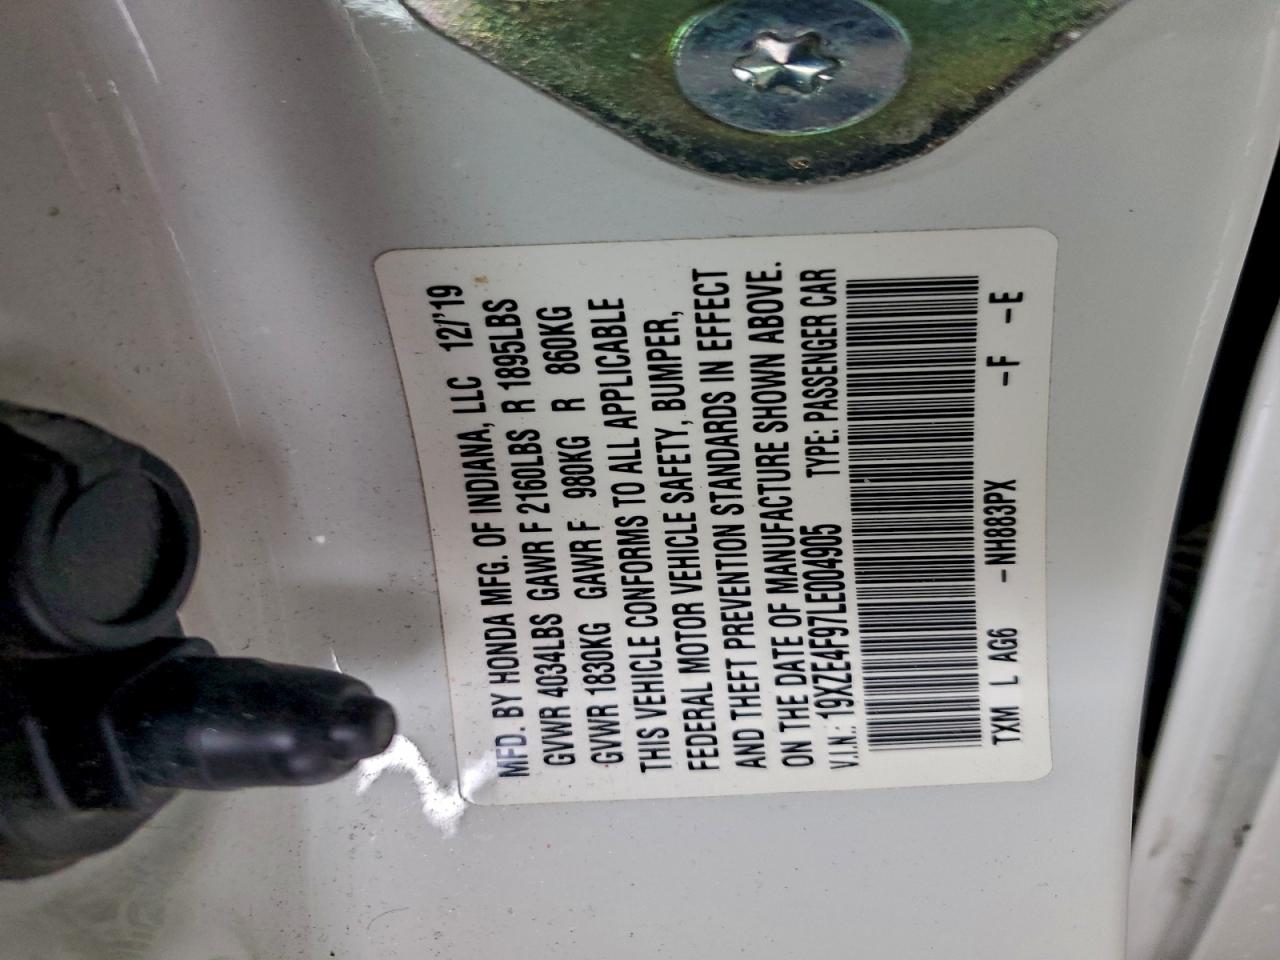 MFD. BY HONDA MFG. OF INDIANA, LLC 12/'19
GVWR 4034LBS GAWR F 2160LBS R 1895LBS
GVWR 1830KG GAWR F 980KG R 860KG
THIS VEHICLE CONFORMS TO ALL APPLICABLE
FEDERAL MOTOR VEHICLE SAFETY, BUMPER,
AND THEFT PREVENTION STANDARDS IN EFFECT
ON THE DATE OF MANUFACTURE SHOWN ABOVE.
V.I.N.: 19XZE4F97LE004905 TYPE: PASSENGER CAR
TXM L AG6 -NH883PX -F -E